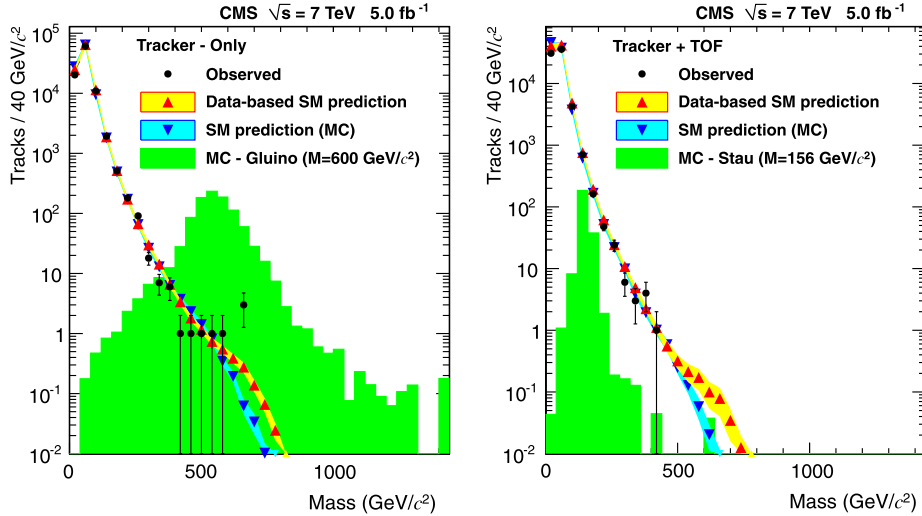 CMS √s = 7 TeV 5.0 fb⁻¹
Tracker - Only
Observed
Data-based SM prediction
SM prediction (MC)
MC - Gluino (M=600 GeV/c²)
Tracks / 40 GeV/c²
10⁵
10⁴
10³
10²
10
1
10⁻¹
10⁻²
0 500 1000
Mass (GeV/c²)
CMS √s = 7 TeV 5.0 fb⁻¹
Tracker + TOF
Observed
Data-based SM prediction
SM prediction (MC)
MC - Stau (M=156 GeV/c²)
Tracks / 40 GeV/c²
10⁴
10³
10²
10
1
10⁻¹
10⁻²
0 500 1000
Mass (GeV/c²)